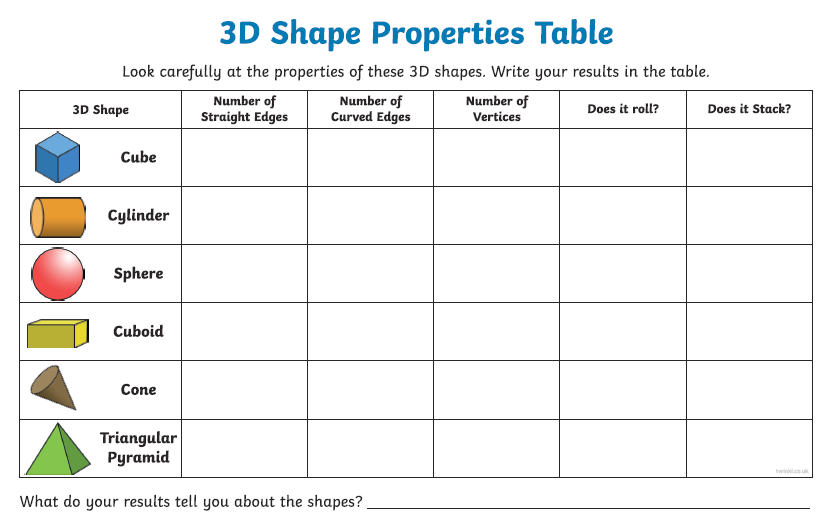 3D Shape Properties Table
Look carefully at the properties of these 3D shapes. Write your results in the table.
3D Shape
Number of
Straight Edges
Number of
Curved Edges
Number of
Vertices
Does it roll?
Does it Stack?
Cube
Cylinder
Sphere
Cuboid
Cone
Triangular
Pyramid
twinkl.co.uk
What do your results tell you about the shapes?